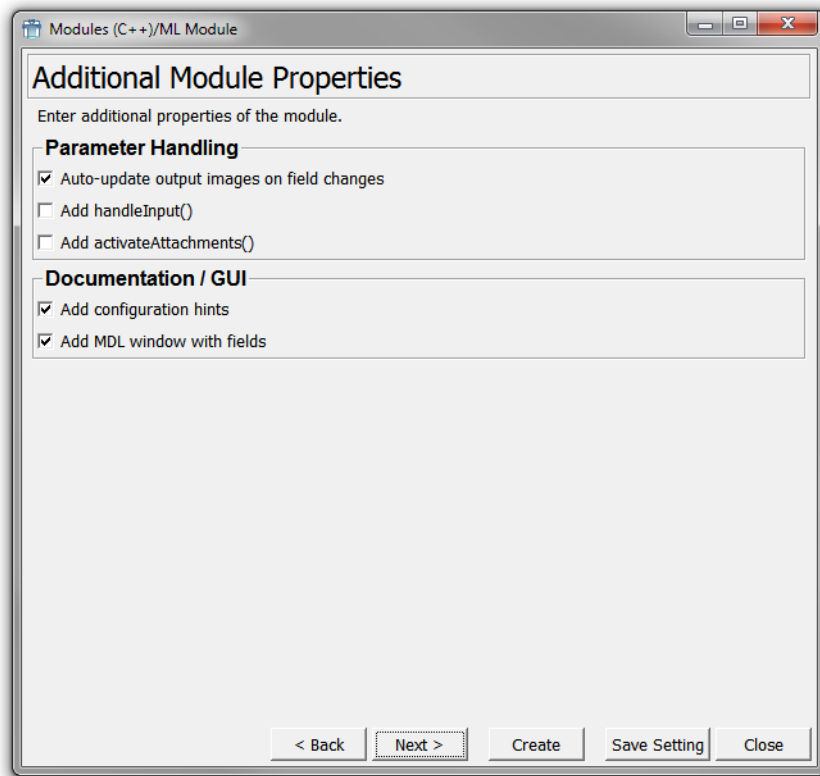 Modules (C++)/ML Module
Additional Module Properties
Enter additional properties of the module.
Parameter Handling
Auto-update output images on field changes
Add handleInput()
Add activateAttachments()
Documentation / GUI
Add configuration hints
Add MDL window with fields
< Back Next > Create Save Setting Close